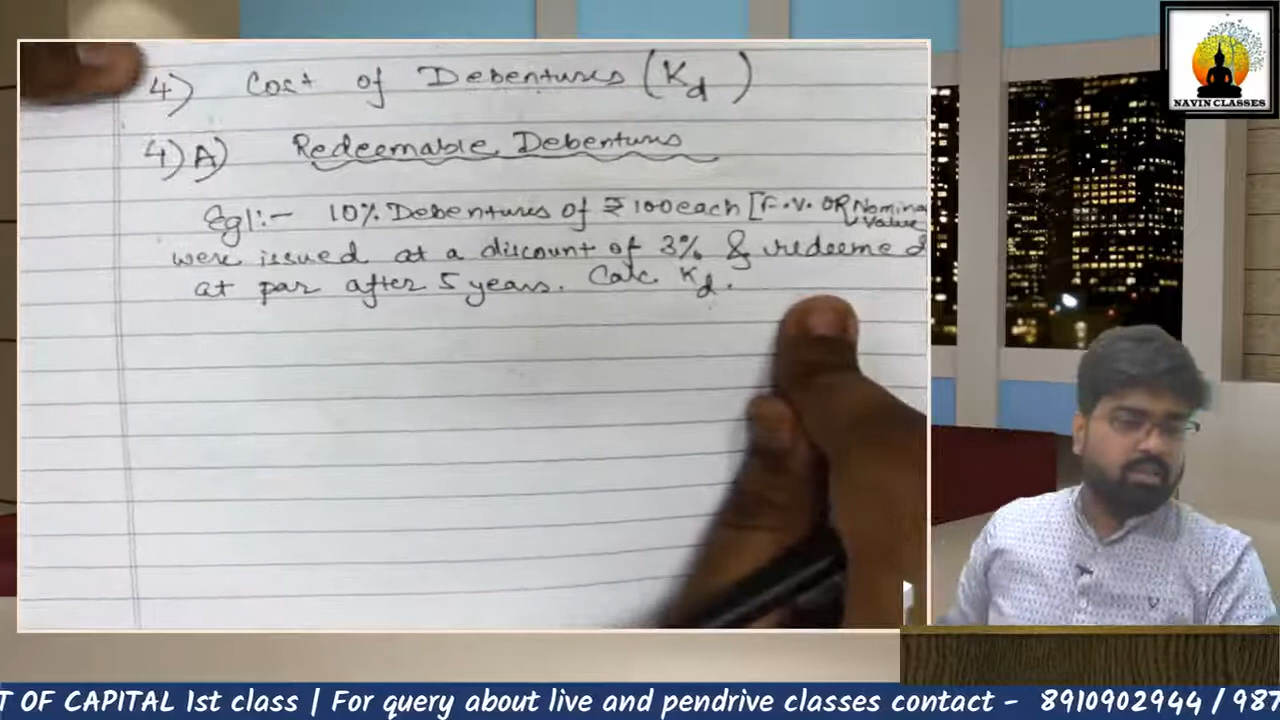 4) Cost of Debentures (Kd)
4) A) Redeemable Debentures
Eg1:- 10% Debentures of ₹100 each [F.V. OR Nominal Value
were issued at a discount of 3% & redeemed
at par after 5 years. Calc Kd.
NAVIN CLASSES
T OF CAPITAL 1st class | For query about live and pendrive classes contact - 8910902944 / 987